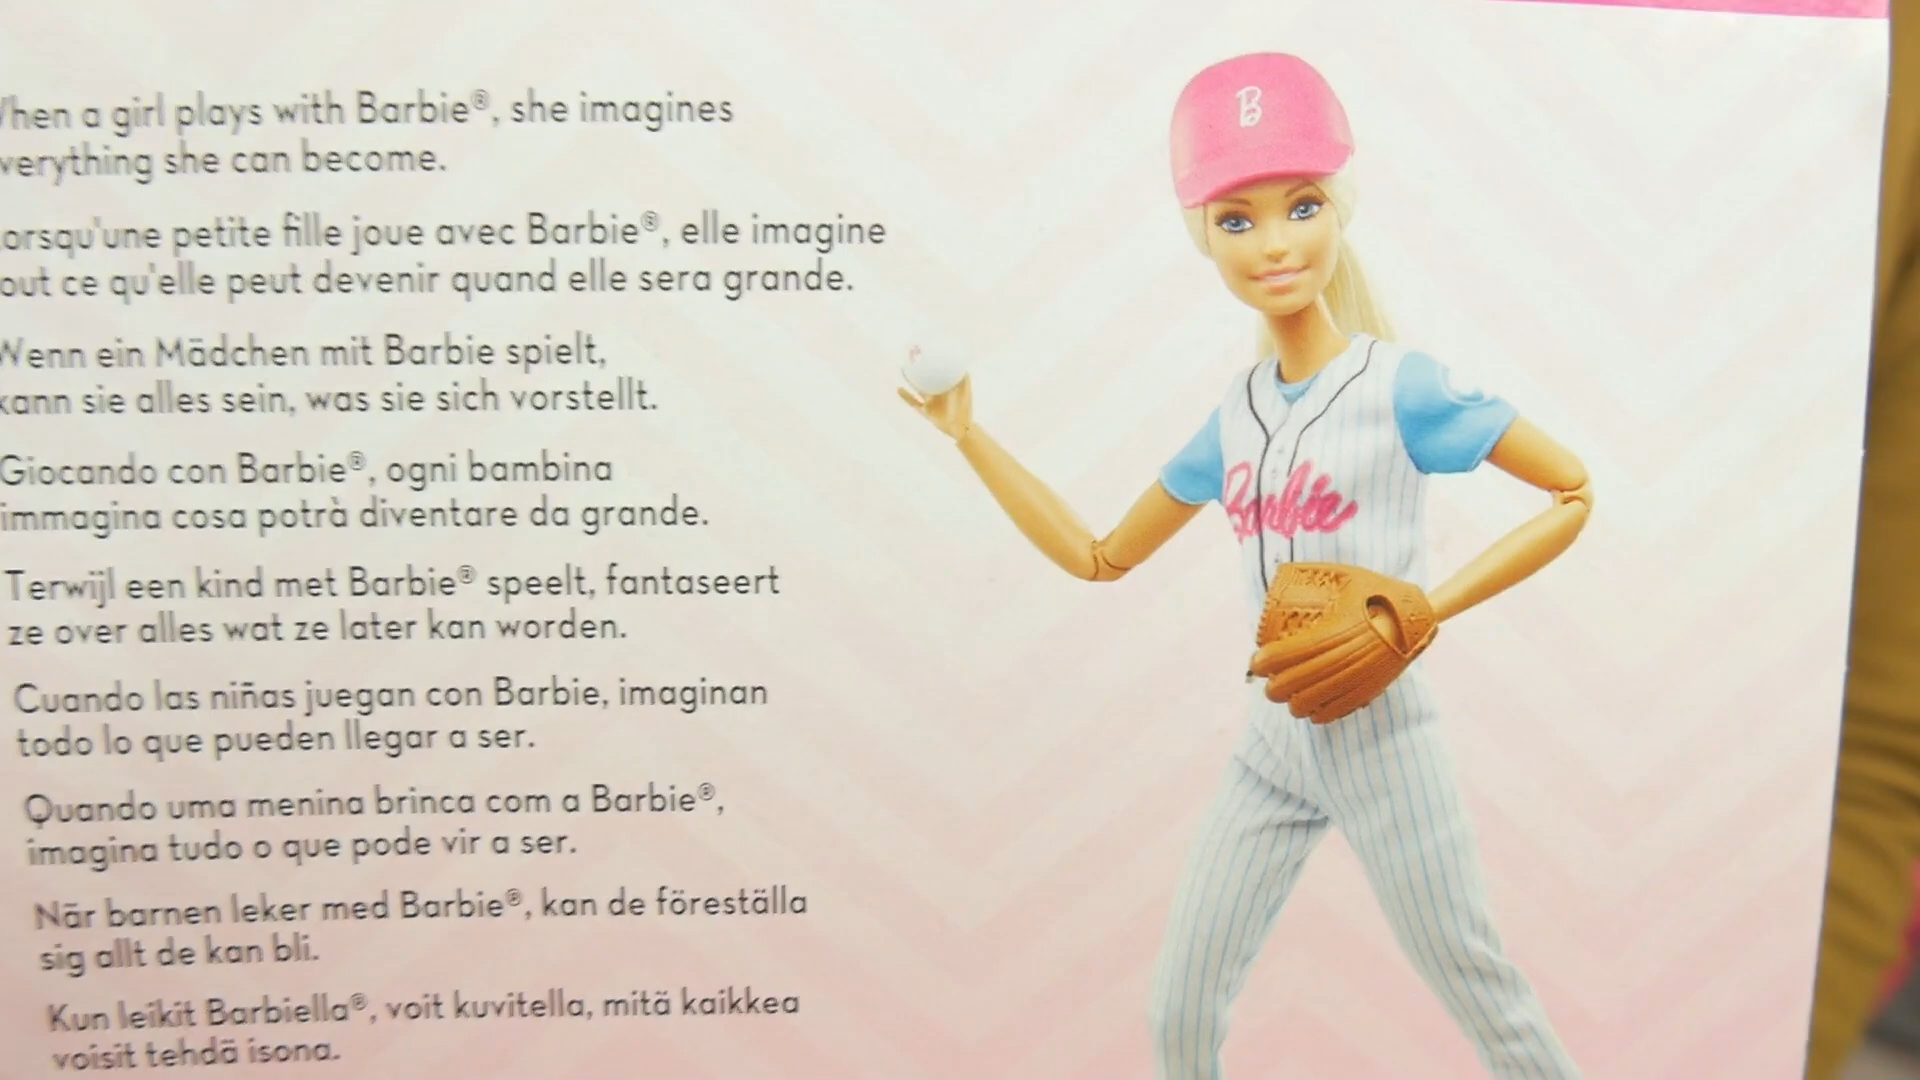 When a girl plays with Barbie®, she imagines
everything she can become.
Lorsqu'une petite fille joue avec Barbie®, elle imagine
tout ce qu'elle peut devenir quand elle sera grande.
Wenn ein Mädchen mit Barbie spielt,
kann sie alles sein, was sie sich vorstellt.
Giocando con Barbie®, ogni bambina
immagina cosa potrà diventare da grande.
Terwijl een kind met Barbie® speelt, fantaseert
ze over alles wat ze later kan worden.
Cuando las niñas juegan con Barbie, imaginan
todo lo que pueden llegar a ser.
Quando uma menina brinca com a Barbie®,
imagina tudo o que pode vir a ser.
När barnen leker med Barbie®, kan de föreställa
sig allt de kan bli.
Kun leikit Barbiella®, voit kuvitella, mitä kaikkea
voisit tehdä isona.
B
Barbie